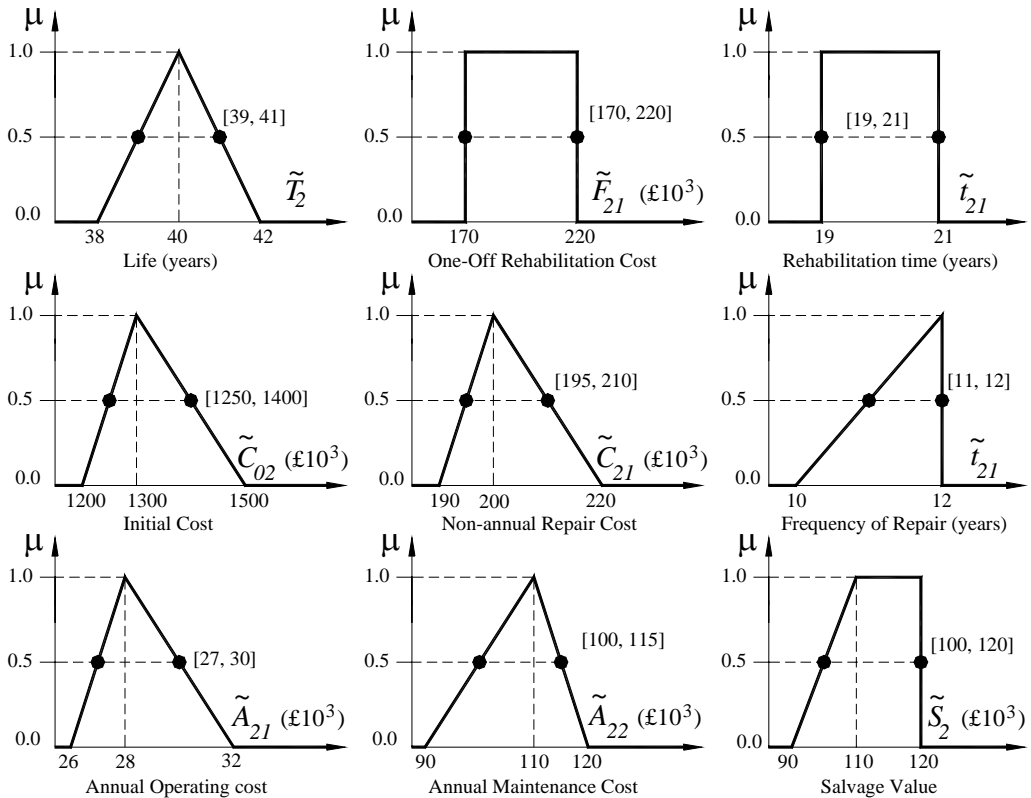 μ
1.0
[39, 41]
0.5
T̃2
0.0
38 40 42
Life (years)
μ
1.0
[170, 220]
0.5
F̃21 (£10³)
0.0
170 220
One-Off Rehabilitation Cost
μ
1.0
[19, 21]
0.5
t̃21
0.0
19 21
Rehabilitation time (years)
μ
1.0
[1250, 1400]
0.5
C̃02 (£10³)
0.0
1200 1300 1500
Initial Cost
μ
1.0
[195, 210]
0.5
C̃21 (£10³)
0.0
190 200 220
Non-annual Repair Cost
μ
1.0
[11, 12]
0.5
t̃21
0.0
10 12
Frequency of Repair (years)
μ
1.0
[27, 30]
0.5
Ã21 (£10³)
0.0
26 28 32
Annual Operating cost
μ
1.0
[100, 115]
0.5
Ã22 (£10³)
0.0
90 110 120
Annual Maintenance Cost
μ
1.0
[100, 120]
0.5
S̃2 (£10³)
0.0
90 110 120
Salvage Value